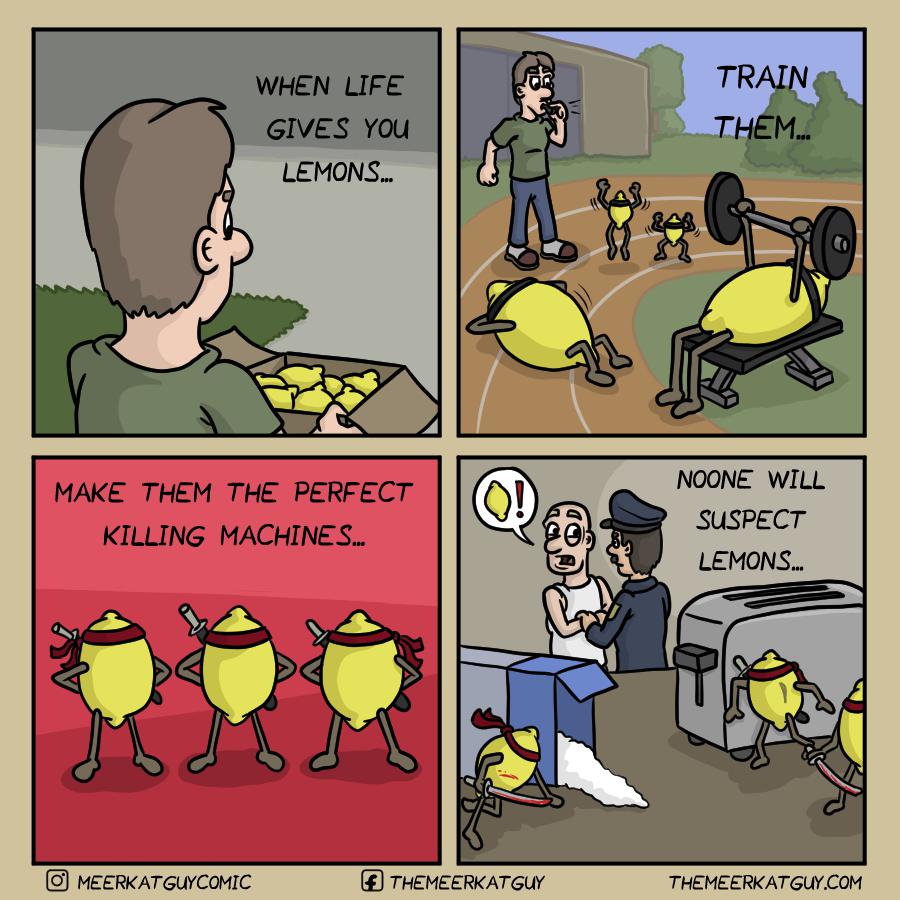 WHEN LIFE
GIVES YOU
LEMONS...
TRAIN
THEM...
MAKE THEM THE PERFECT
KILLING MACHINES...
!
NOONE WILL
SUSPECT
LEMONS...
MEERKATGUYCOMIC
THEMEERKATGUY
THEMEERKATGUY.COM